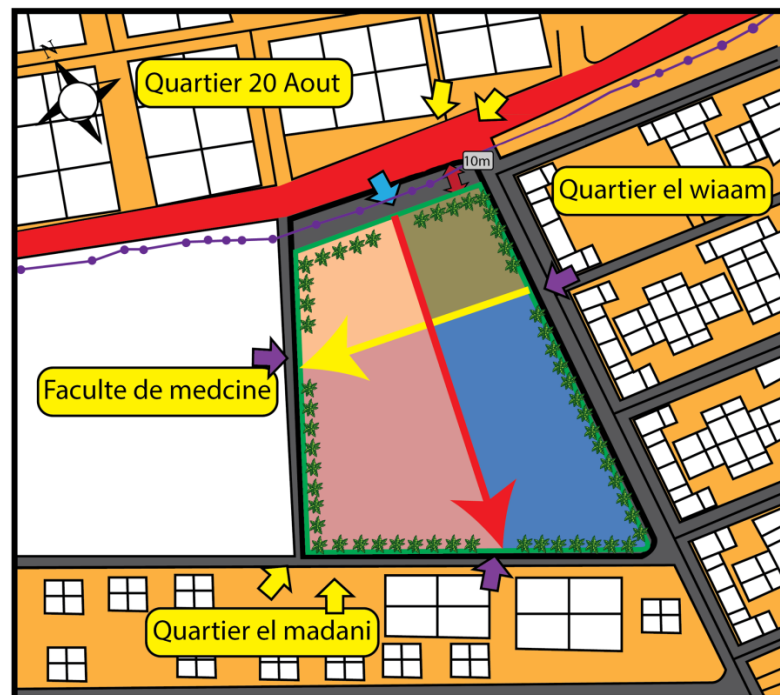 N
Quartier 20 Aout
10m
Quartier el wiaam
Faculte de medcine
Quartier el madani